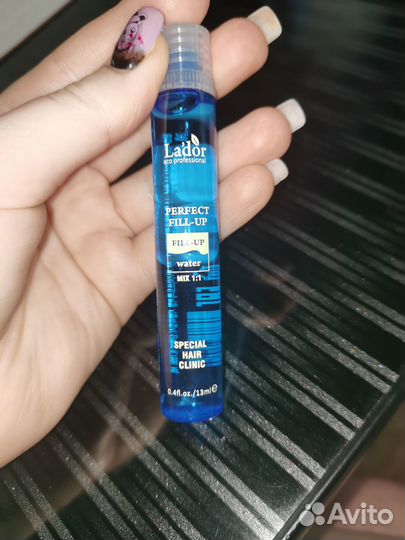 La'dor
eco professional
PERFECT
FILL-UP
FILL-UP
water
MIX 1:1
SPECIAL
HAIR
CLINIC
0.4fl.oz./13ml℮
Avito